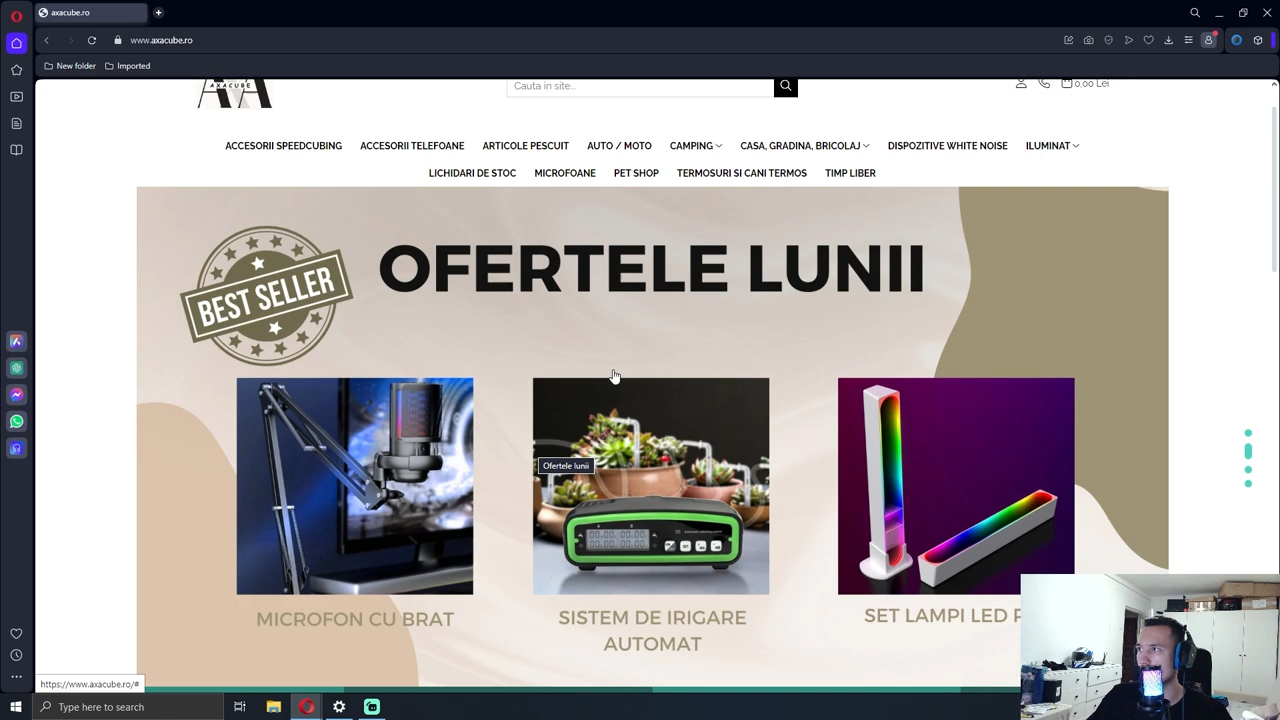 axacube.ro
www.axacube.ro
New folder
Imported
AXACUBE
Cauta in site...
0,00 Lei
ACCESORII SPEEDCUBING
ACCESORII TELEFOANE
ARTICOLE PESCUIT
AUTO / MOTO
CAMPING
CASA, GRADINA, BRICOLAJ
DISPOZITIVE WHITE NOISE
ILUMINAT
LICHIDARI DE STOC
MICROFOANE
PET SHOP
TERMOSURI SI CANI TERMOS
TIMP LIBER
BEST SELLER
OFERTELE LUNII
Ofertele lunii
MICROFON CU BRAT
SISTEM DE IRIGARE
AUTOMAT
SET LAMPI LED
https://www.axacube.ro/#
Type here to search